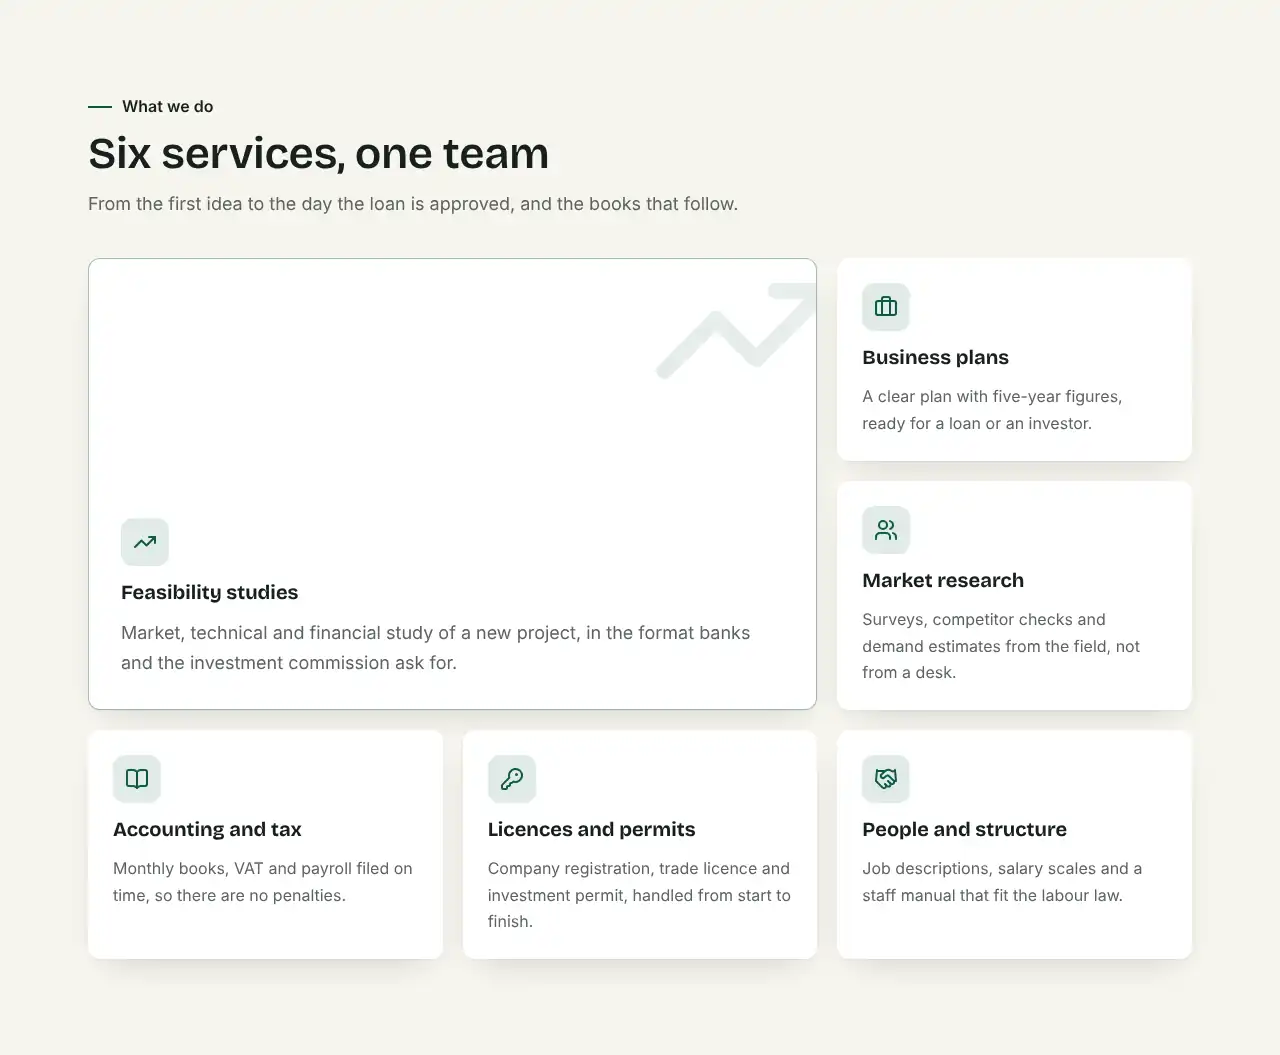 What we do
Six services, one team
From the first idea to the day the loan is approved, and the books that follow.
Feasibility studies
Market, technical and financial study of a new project, in the format banks
and the investment commission ask for.
Business plans
A clear plan with five-year figures,
ready for a loan or an investor.
Market research
Surveys, competitor checks and
demand estimates from the field, not
from a desk.
Accounting and tax
Monthly books, VAT and payroll filed on
time, so there are no penalties.
Licences and permits
Company registration, trade licence and
investment permit, handled from start to
finish.
People and structure
Job descriptions, salary scales and a
staff manual that fit the labour law.